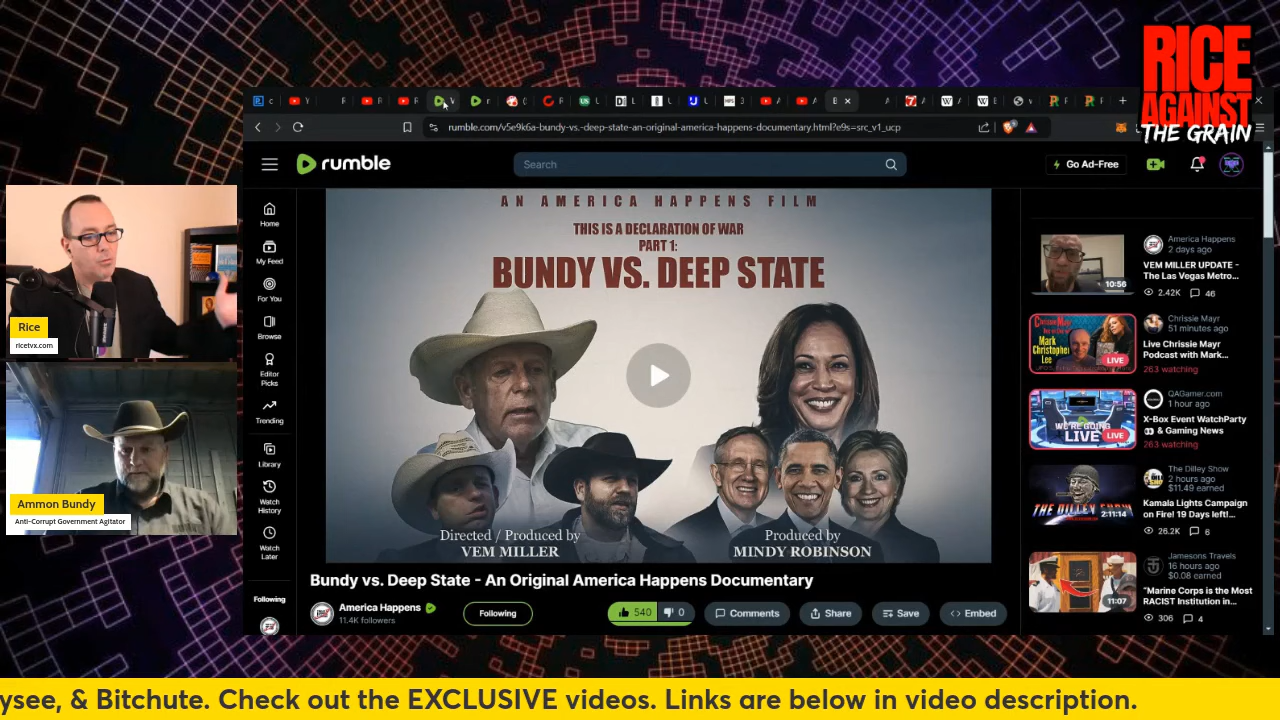 RICE
AGAINST
THE GRAIN
rumble.com/v5e9k6a-bundy-vs.-deep-state-an-original-america-happens-documentary.html?e9s=src_v1_ucp
rumble
Search
Go Ad-Free
Home
My Feed
For You
Browse
Editor
Picks
Trending
Library
Watch
History
Watch
Later
Following
AN AMERICA HAPPENS FILM
THIS IS A DECLARATION OF WAR
PART 1:
BUNDY VS. DEEP STATE
Directed / Produced by
VEM MILLER
Produced by
MINDY ROBINSON
Bundy vs. Deep State - An Original America Happens Documentary
America Happens
11.4K followers
Following
540
0
Comments
Share
Save
Embed
America Happens
2 days ago
VEM MILLER UPDATE -
The Las Vegas Metro...
10:56
2.42K
46
Chrissie Mayr
51 minutes ago
Live Chrissie Mayr
Podcast with Mark...
LIVE
263 watching
QAGamer.com
1 hour ago
X-Box Event WatchParty
& Gaming News
WE'RE GOING
LIVE
LIVE
263 watching
The Dilley Show
2 hours ago
$11.49 earned
Kamala Lights Campaign
on Fire! 19 Days left!...
2:11:14
26.2K
6
Jamesons Travels
16 hours ago
$0.08 earned
"Marine Corps is the Most
RACIST Institution in...
11:07
306
4
Rice
ricetvx.com
Ammon Bundy
Anti-Corrupt Government Agitator
ysee, & Bitchute. Check out the EXCLUSIVE videos. Links are below in video description.